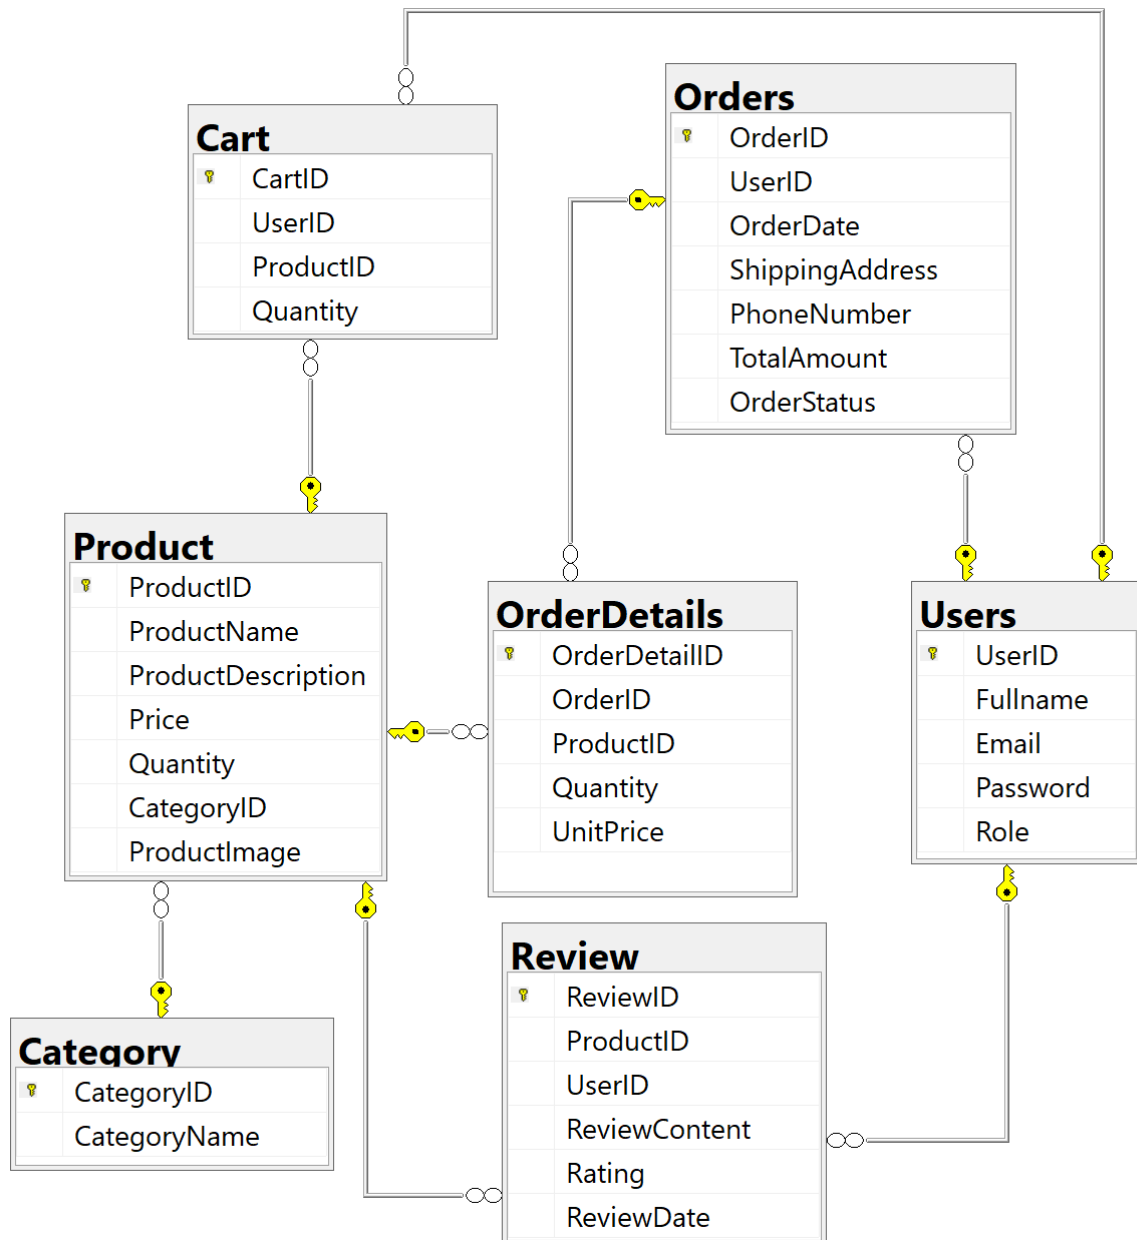 Cart
CartID
UserID
ProductID
Quantity
Orders
OrderID
UserID
OrderDate
ShippingAddress
PhoneNumber
TotalAmount
OrderStatus
Product
ProductID
ProductName
ProductDescription
Price
Quantity
CategoryID
ProductImage
OrderDetails
OrderDetailID
OrderID
ProductID
Quantity
UnitPrice
Users
UserID
Fullname
Email
Password
Role
Category
CategoryID
CategoryName
Review
ReviewID
ProductID
UserID
ReviewContent
Rating
ReviewDate